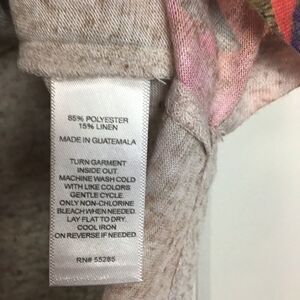 85% POLYESTER
15% LINEN
MADE IN GUATEMALA
TURN GARMENT
INSIDE OUT
MACHINE WASH COLD
WITH LIKE COLORS
GENTLE CYCLE
ONLY NON-CHLORINE
BLEACH WHEN NEEDED.
LAY FLAT TO DRY.
COOL IRON
ON REVERSE IF NEEDED.
RN# 55285